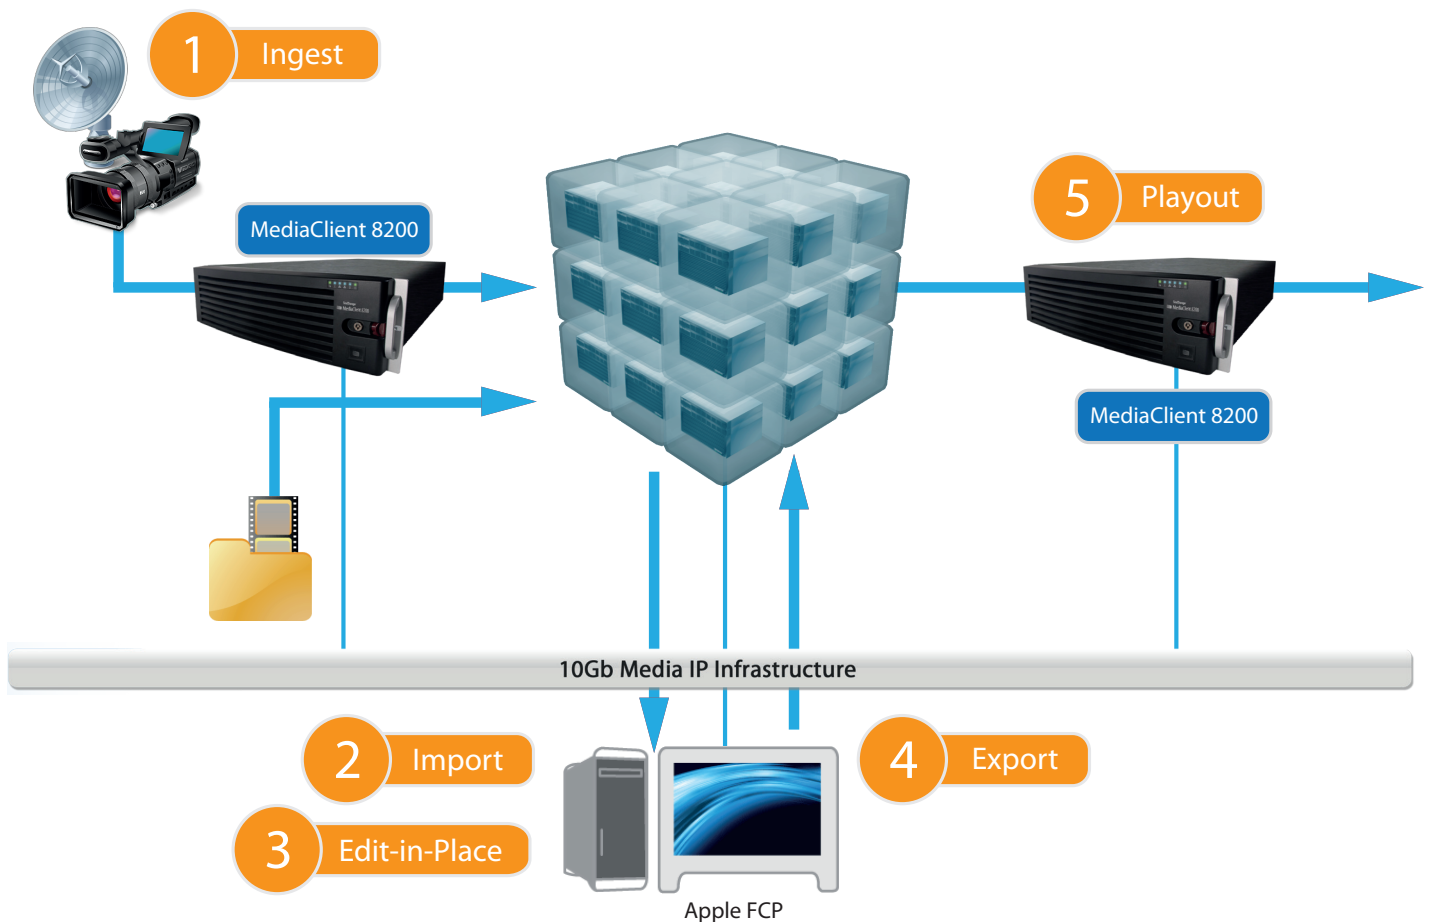 1 Ingest
MediaClient 8200
5 Playout
MediaClient 8200
10Gb Media IP Infrastructure
2 Import
4 Export
3 Edit-in-Place
Apple FCP